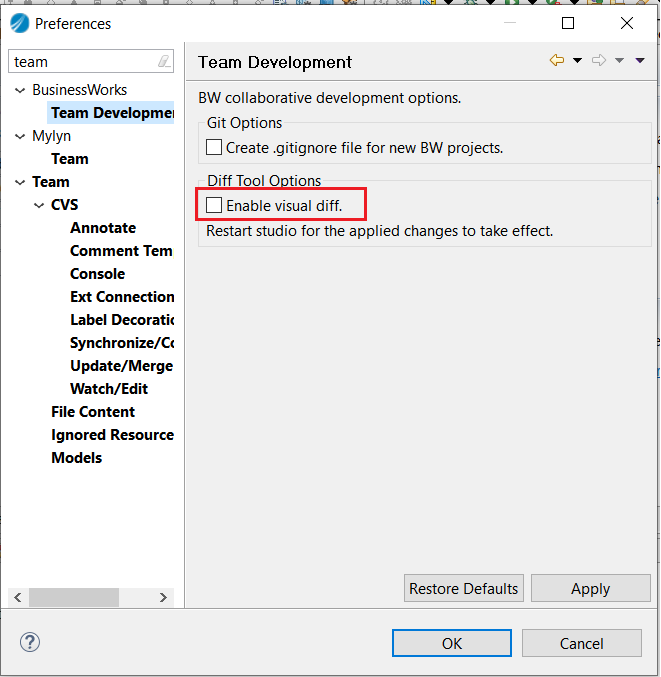 Preferences
team
Team Development
BusinessWorks
Team Developme
Mylyn
Team
Team
CVS
Annotate
Comment Tem
Console
Ext Connection
Label Decoratic
Synchronize/Co
Update/Merge
Watch/Edit
File Content
Ignored Resource
Models
BW collaborative development options.
Git Options
Create .gitignore file for new BW projects.
Diff Tool Options
Enable visual diff.
Restart studio for the applied changes to take effect.
Restore Defaults
Apply
OK
Cancel